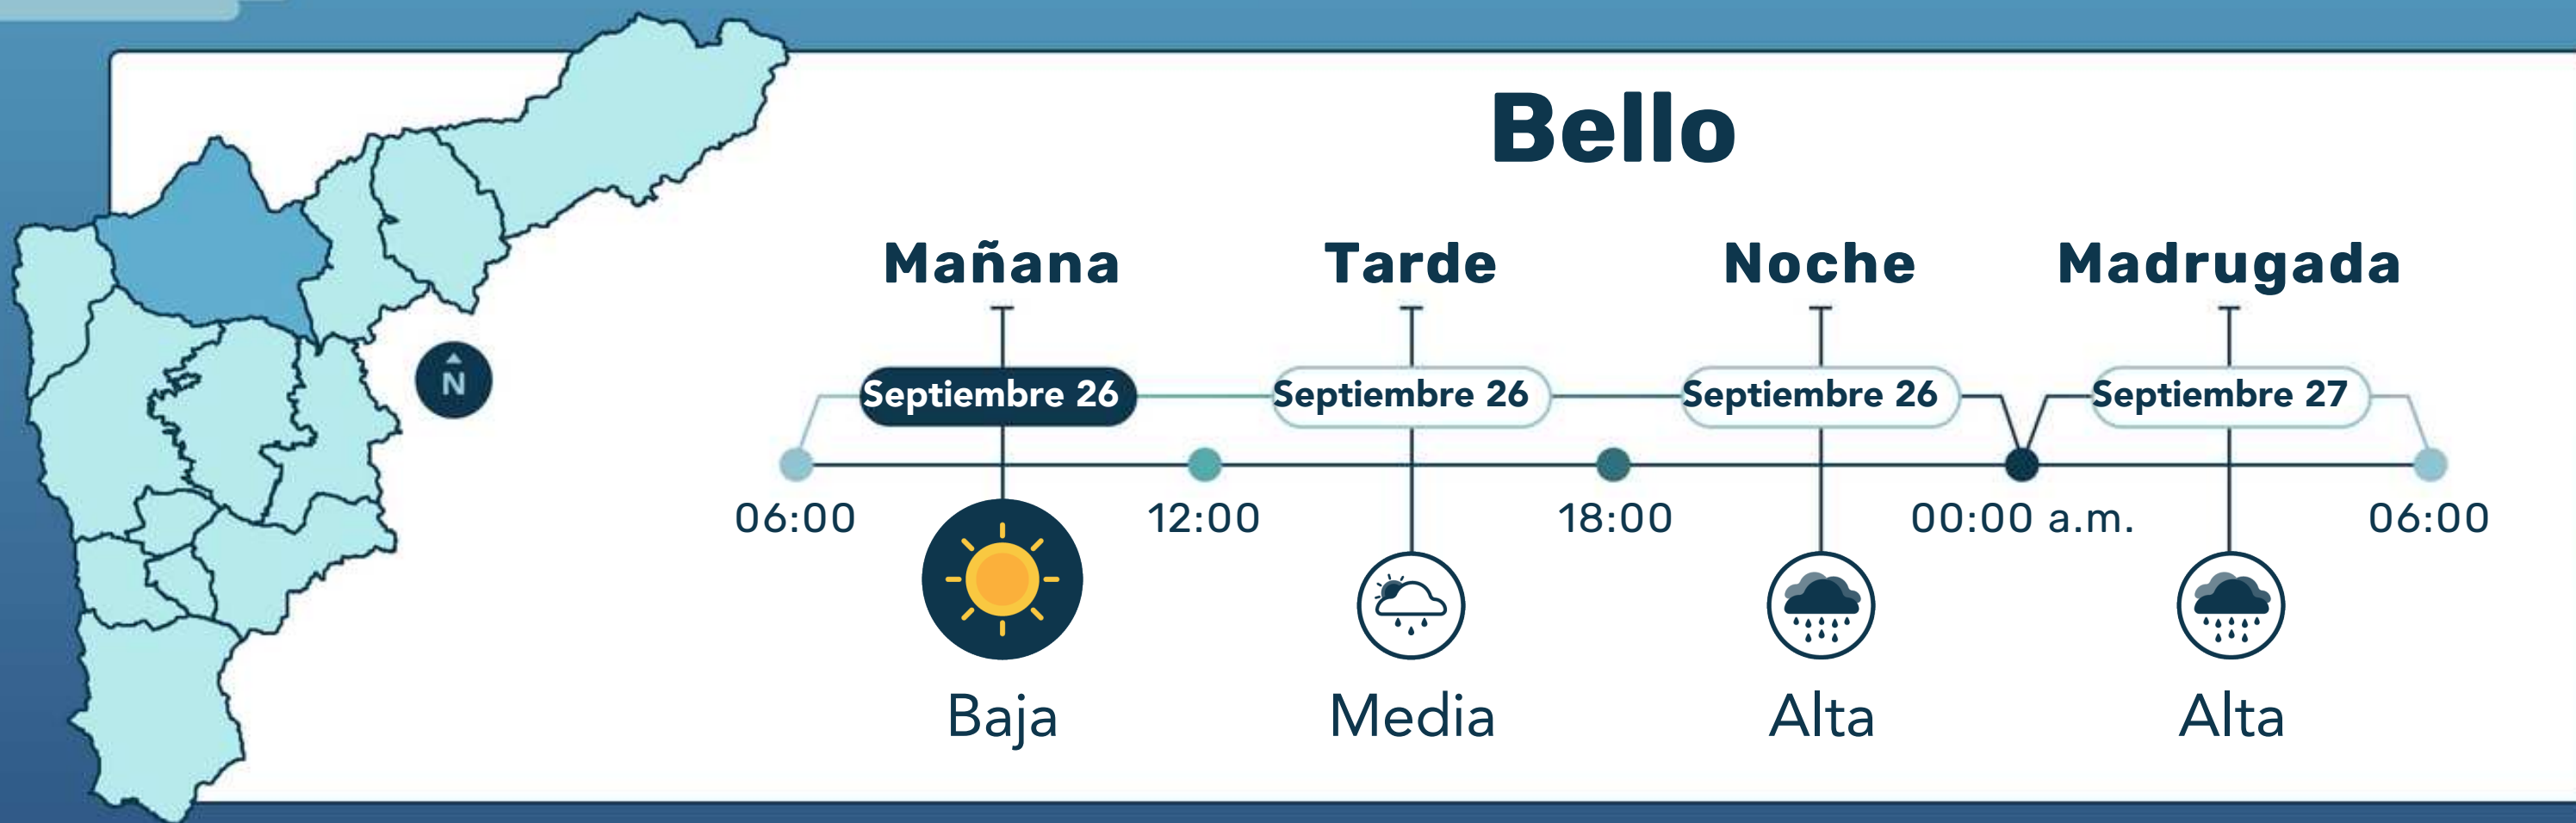 Bello
Mañana Tarde Noche Madrugada
N
Septiembre 26 Septiembre 26 Septiembre 26 Septiembre 27
06:00 12:00 18:00 00:00 a.m. 06:00
Baja Media Alta Alta